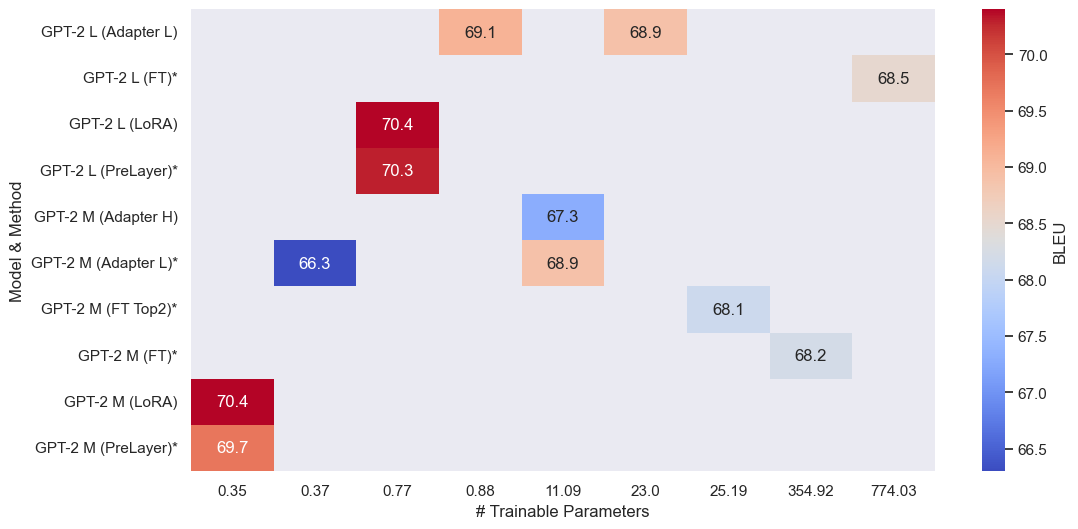 Model & Method
GPT-2 L (Adapter L) 69.1 68.9
GPT-2 L (FT)* 68.5
GPT-2 L (LoRA) 70.4
GPT-2 L (PreLayer)* 70.3
GPT-2 M (Adapter H) 67.3
GPT-2 M (Adapter L)* 66.3 68.9
GPT-2 M (FT Top2)* 68.1
GPT-2 M (FT)* 68.2
GPT-2 M (LoRA) 70.4
GPT-2 M (PreLayer)* 69.7
0.35 0.37 0.77 0.88 11.09 23.0 25.19 354.92 774.03
# Trainable Parameters
70.0
69.5
69.0
68.5
68.0
67.5
67.0
66.5
BLEU